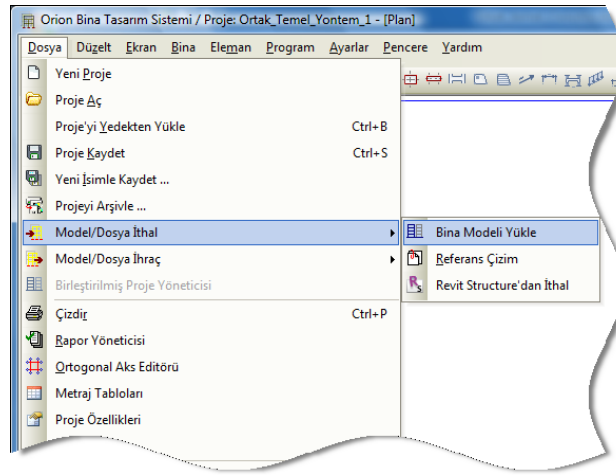 Orion Bina Tasarım Sistemi / Proje: Ortak_Temel_Yontem_1 - [Plan]
Dosya Düzelt Ekran Bina Eleman Program Ayarlar Pencere Yardım
Yeni Proje
Proje Aç
Proje'yi Yedekten Yükle Ctrl+B
Proje Kaydet Ctrl+S
Yeni İsimle Kaydet ...
Projeyi Arşivle ...
Model/Dosya İthal
Bina Modeli Yükle
Model/Dosya İhraç
Referans Çizim
Birleştirilmiş Proje Yöneticisi
Revit Structure'dan İthal
Çizdir Ctrl+P
Rapor Yöneticisi
Ortogonal Aks Editörü
Metraj Tabloları
Proje Özellikleri